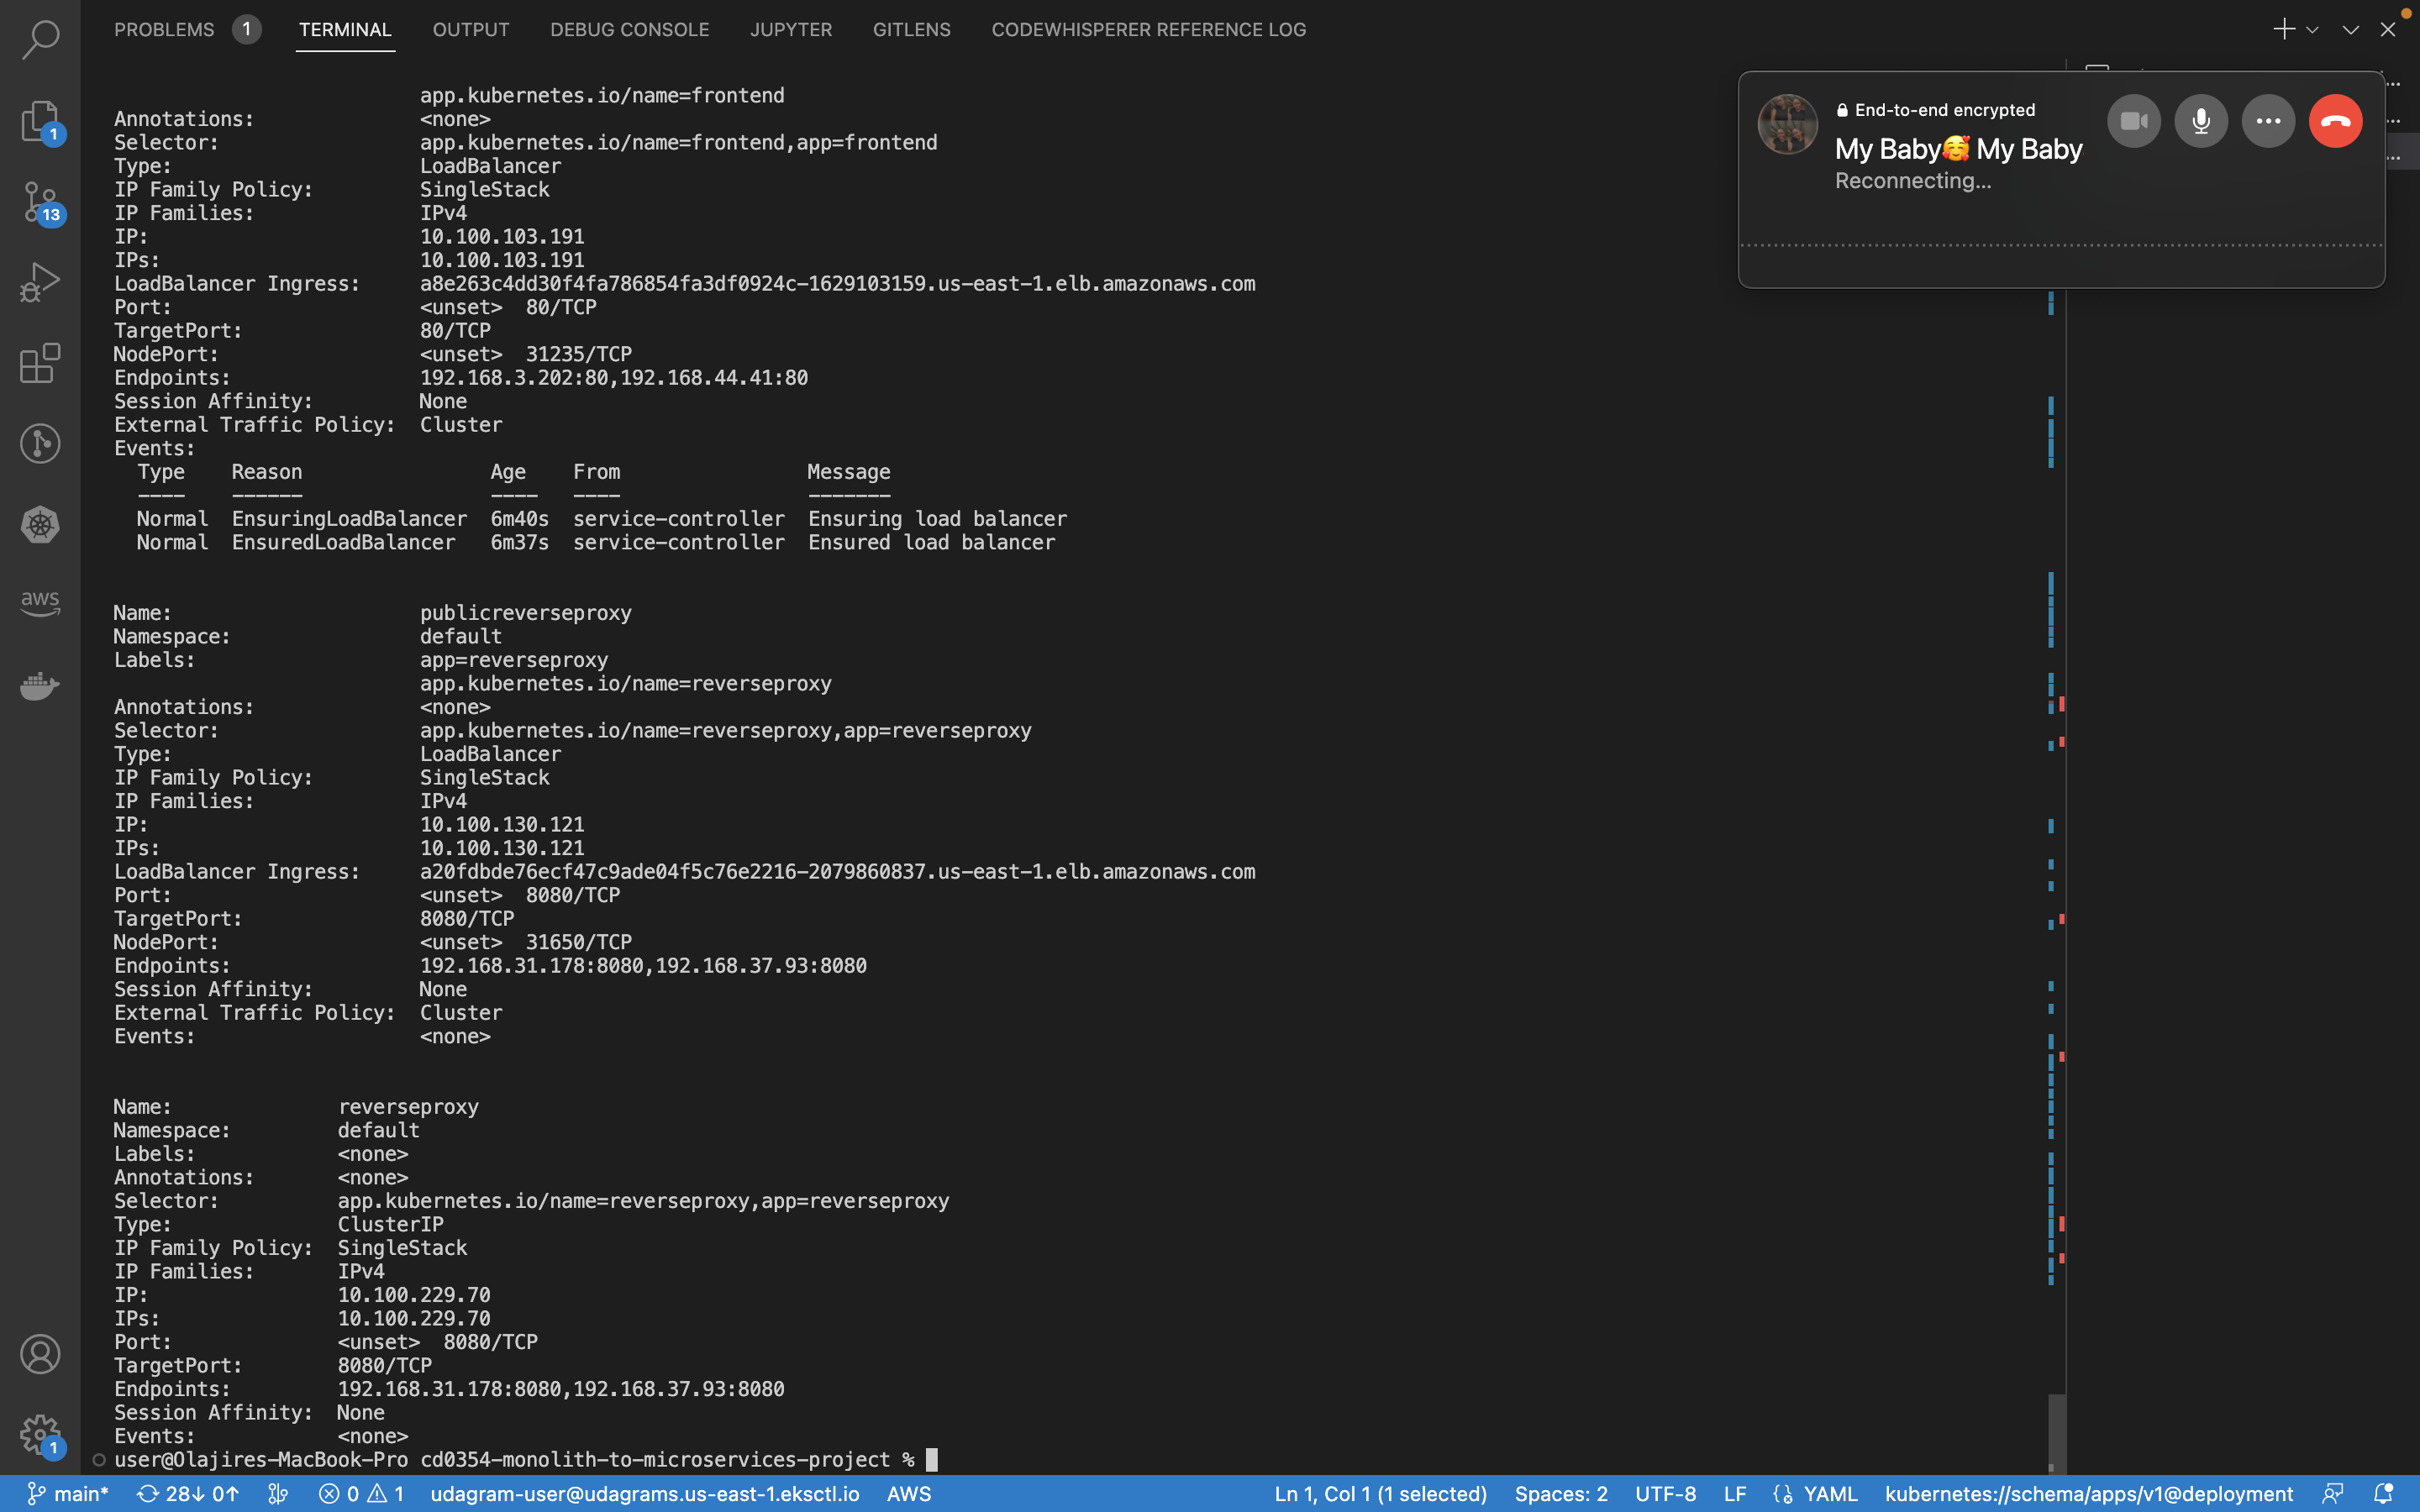 PROBLEMS 1 TERMINAL OUTPUT DEBUG CONSOLE JUPYTER GITLENS CODEWHISPERER REFERENCE LOG
End-to-end encrypted
My Baby🥰 My Baby
Reconnecting...
app.kubernetes.io/name=frontend
Annotations: <none>
Selector: app.kubernetes.io/name=frontend,app=frontend
Type: LoadBalancer
IP Family Policy: SingleStack
IP Families: IPv4
IP: 10.100.103.191
IPs: 10.100.103.191
LoadBalancer Ingress: a8e263c4dd30f4fa786854fa3df0924c-1629103159.us-east-1.elb.amazonaws.com
Port: <unset> 80/TCP
TargetPort: 80/TCP
NodePort: <unset> 31235/TCP
Endpoints: 192.168.3.202:80,192.168.44.41:80
Session Affinity: None
External Traffic Policy: Cluster
Events:
Type Reason Age From Message
---- ------ ---- ---- -------
Normal EnsuringLoadBalancer 6m40s service-controller Ensuring load balancer
Normal EnsuredLoadBalancer 6m37s service-controller Ensured load balancer
Name: publicreverseproxy
Namespace: default
Labels: app=reverseproxy
app.kubernetes.io/name=reverseproxy
Annotations: <none>
Selector: app.kubernetes.io/name=reverseproxy,app=reverseproxy
Type: LoadBalancer
IP Family Policy: SingleStack
IP Families: IPv4
IP: 10.100.130.121
IPs: 10.100.130.121
LoadBalancer Ingress: a20fdbde76ecf47c9ade04f5c76e2216-2079860837.us-east-1.elb.amazonaws.com
Port: <unset> 8080/TCP
TargetPort: 8080/TCP
NodePort: <unset> 31650/TCP
Endpoints: 192.168.31.178:8080,192.168.37.93:8080
Session Affinity: None
External Traffic Policy: Cluster
Events: <none>
Name: reverseproxy
Namespace: default
Labels: <none>
Annotations: <none>
Selector: app.kubernetes.io/name=reverseproxy,app=reverseproxy
Type: ClusterIP
IP Family Policy: SingleStack
IP Families: IPv4
IP: 10.100.229.70
IPs: 10.100.229.70
Port: <unset> 8080/TCP
TargetPort: 8080/TCP
Endpoints: 192.168.31.178:8080,192.168.37.93:8080
Session Affinity: None
Events: <none>
user@Olajires-MacBook-Pro cd0354-monolith-to-microservices-project %
1
13
aws
1
main* 28↓ 0↑ 0 1 udagram-user@udagrams.us-east-1.eksctl.io AWS Ln 1, Col 1 (1 selected) Spaces: 2 UTF-8 LF YAML kubernetes://schema/apps/v1@deployment